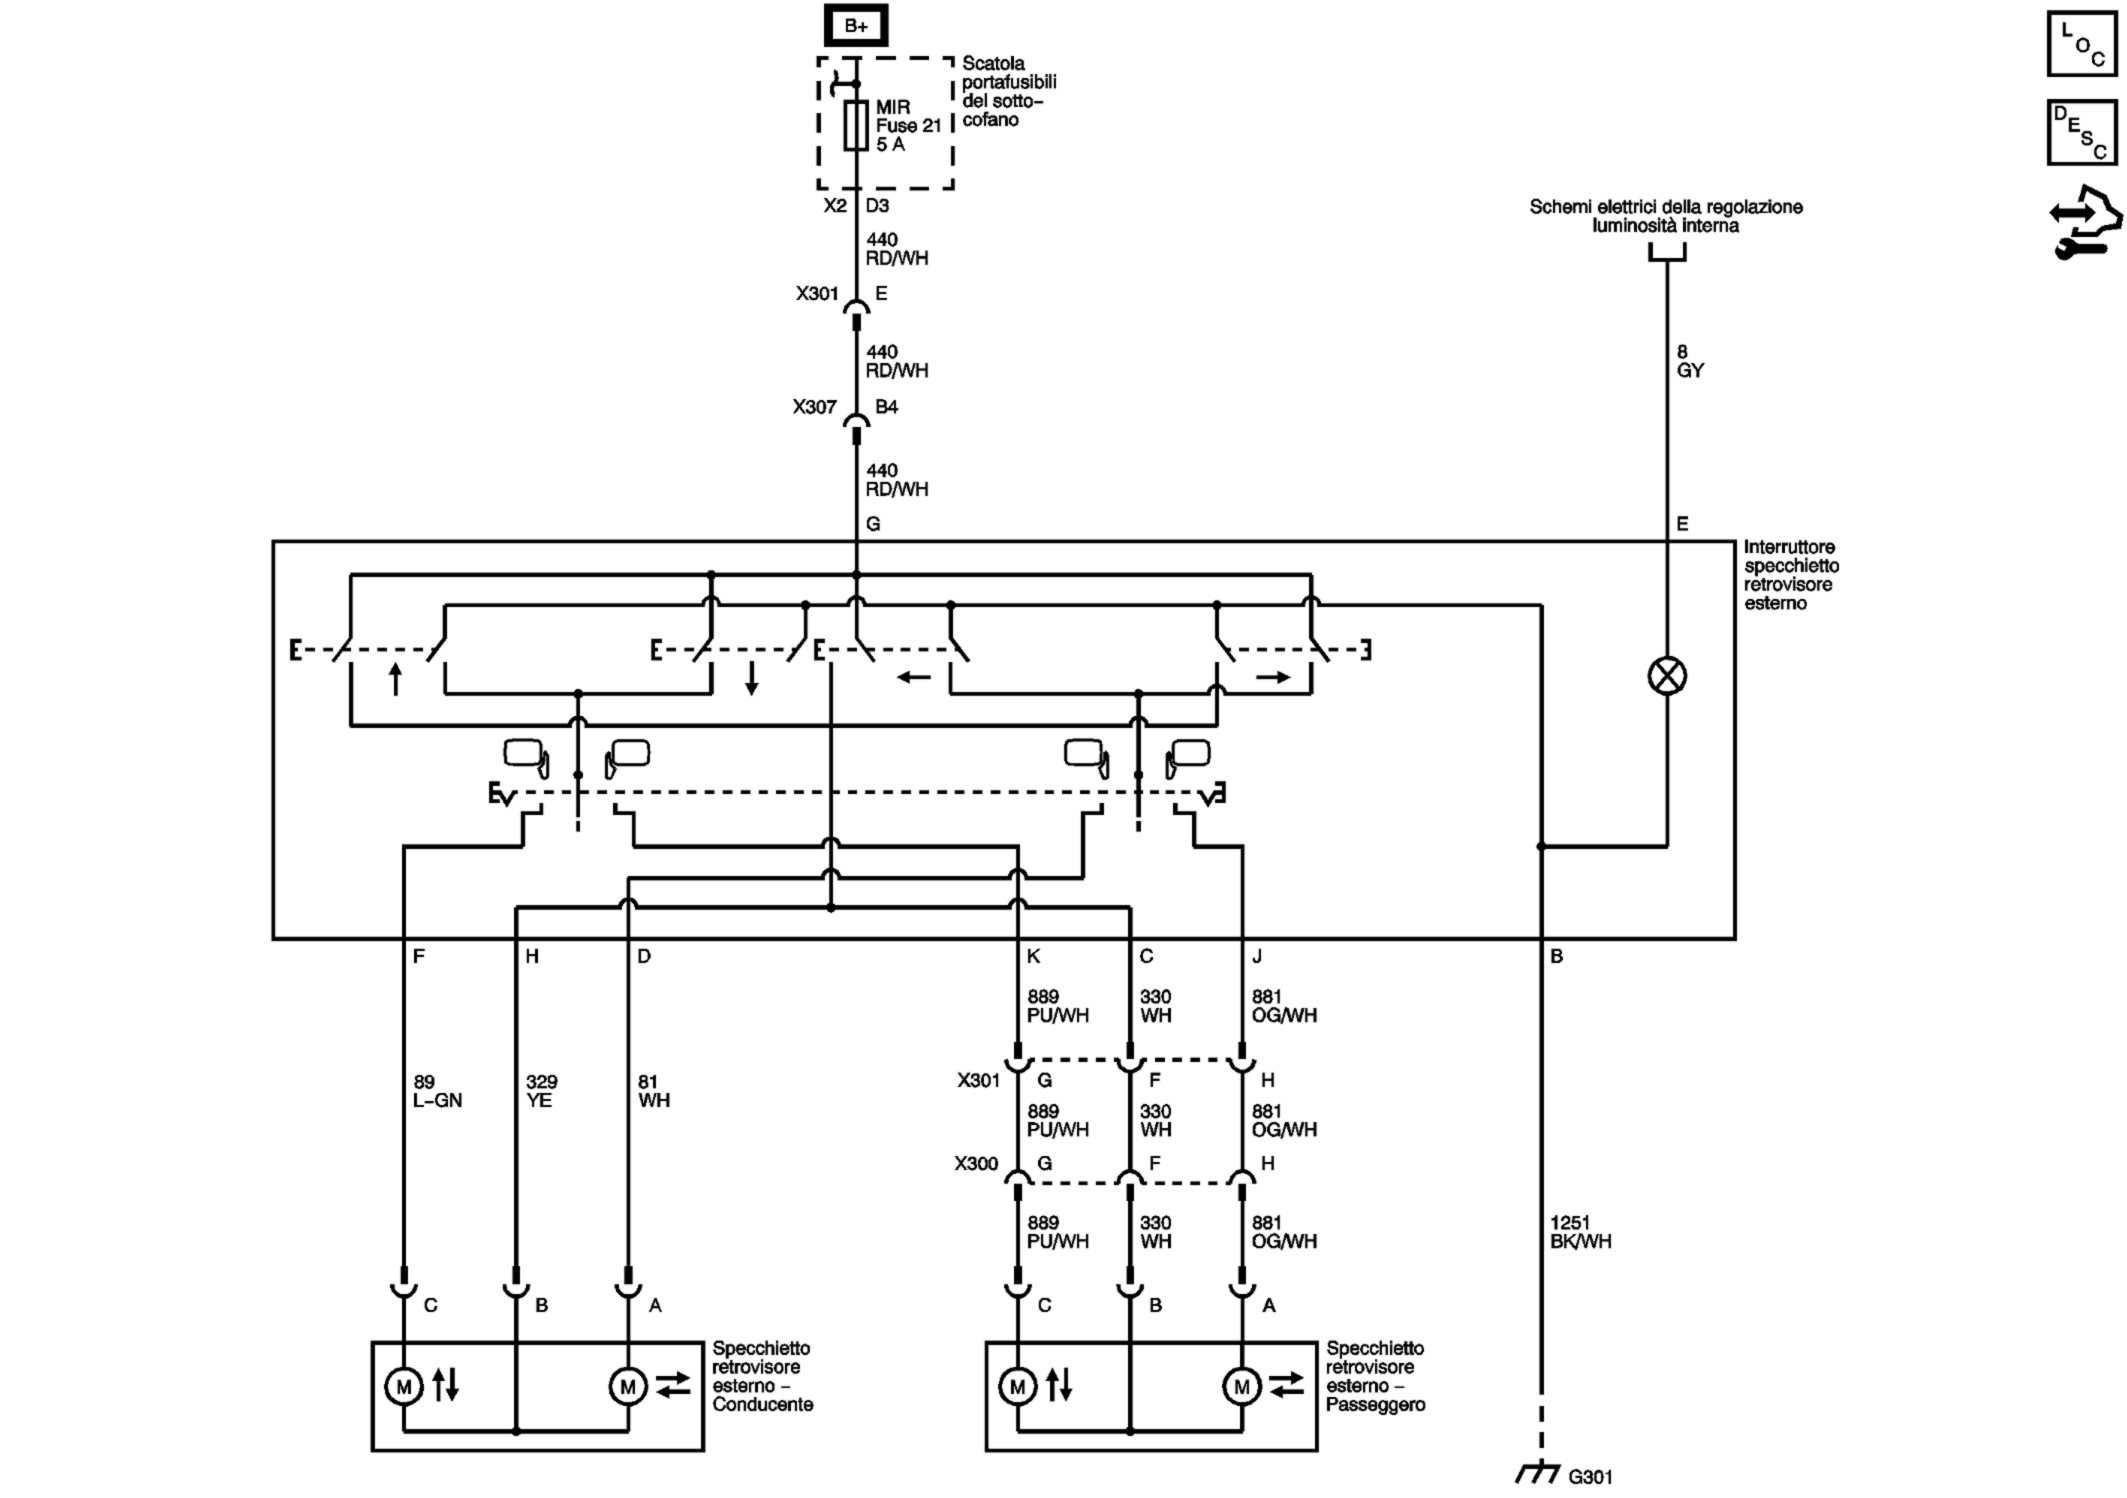 B+
Scatola
portafusibili
del sotto-
cofano
MIR
Fuse 21
5 A
X2 D3
440
RD/WH
X301 E
440
RD/WH
X307 B4
440
RD/WH
G
LOC
DESC
Schemi elettrici della regolazione
luminosità interna
8
GY
E
Interruttore
specchietto
retrovisore
esterno
F H D K C J B
889
PU/WH
330
WH
881
OG/WH
X301 G F H
89
L-GN
329
YE
81
WH
889
PU/WH
330
WH
881
OG/WH
X300 G F H
889
PU/WH
330
WH
881
OG/WH
1251
BK/WH
C B A C B A
M M
Specchietto
retrovisore
esterno –
Conducente
M M
Specchietto
retrovisore
esterno –
Passeggero
G301